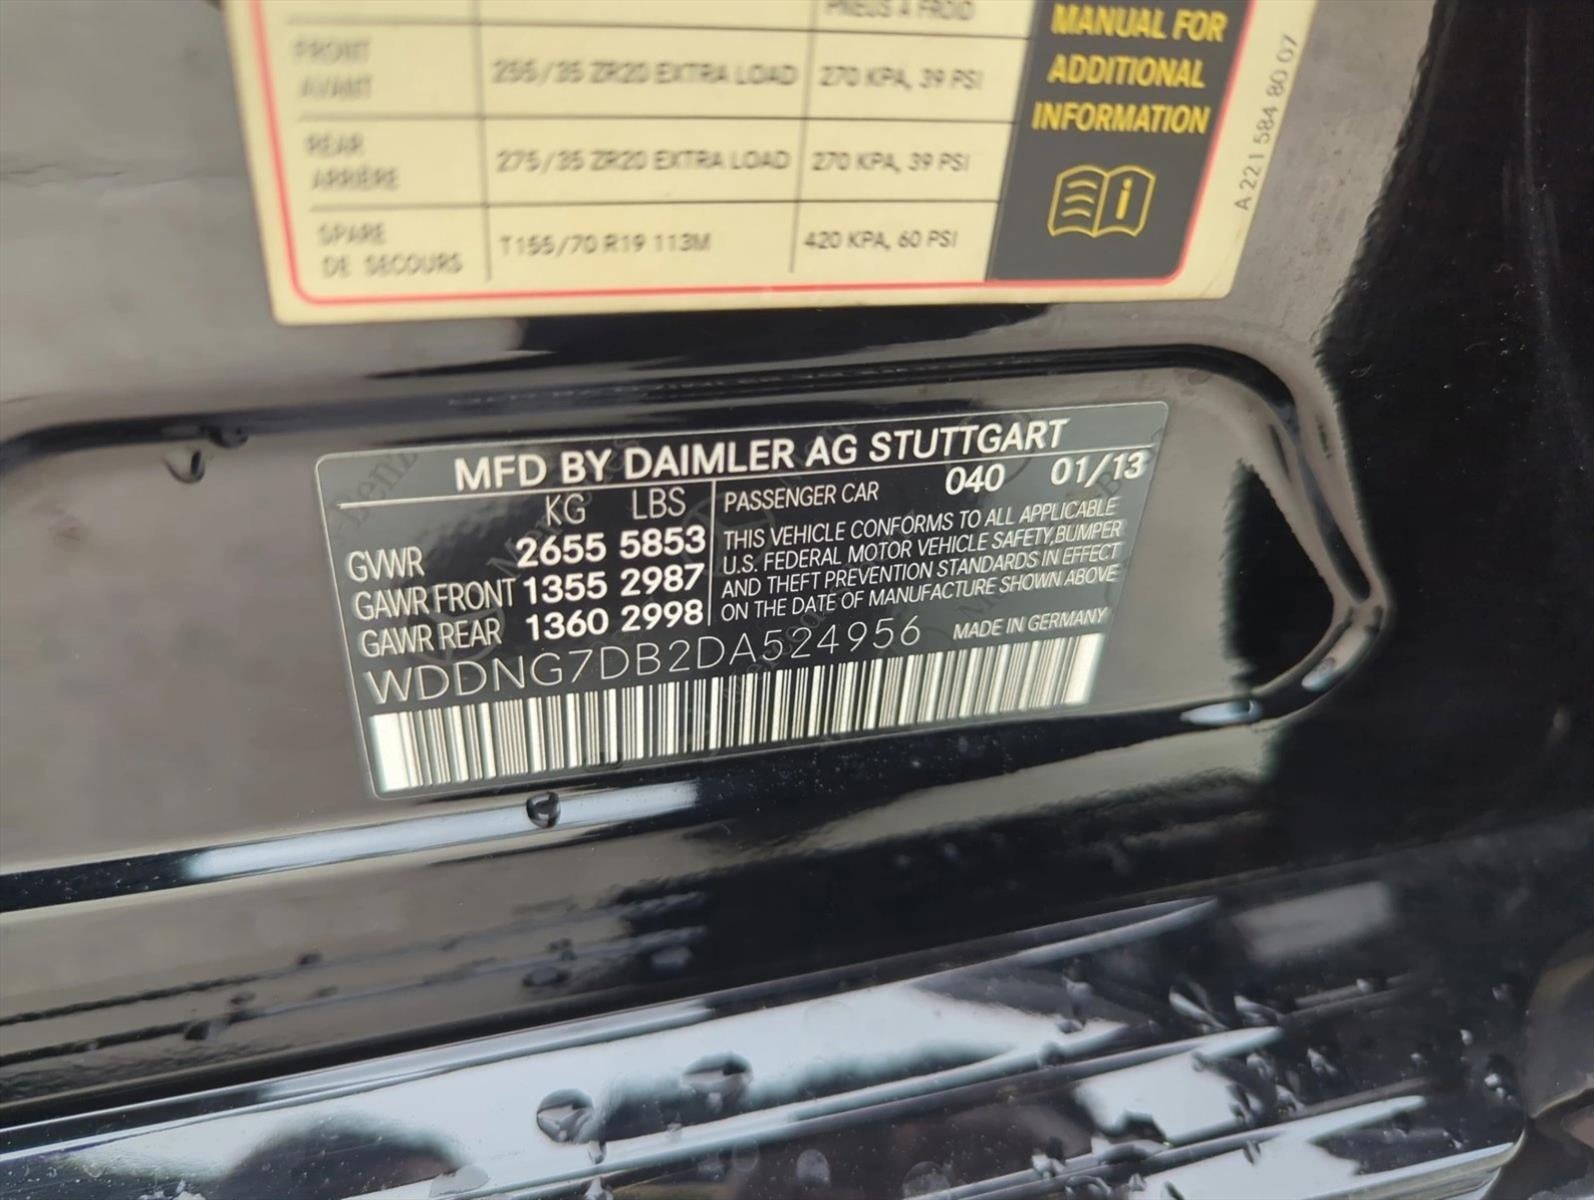 PNEUS À FROID
FRONT
AVANT
255/35 ZR20 EXTRA LOAD
270 KPA, 39 PSI
REAR
ARRIÈRE
275/35 ZR20 EXTRA LOAD
270 KPA, 39 PSI
SPARE
DE SECOURS
T155/70 R19 113M
420 KPA, 60 PSI
MANUAL FOR
ADDITIONAL
INFORMATION
A 221 584 80 07
MFD BY DAIMLER AG STUTTGART
KG LBS
GVWR 2655 5853
GAWR FRONT 1355 2987
GAWR REAR 1360 2998
PASSENGER CAR 040 01/13
THIS VEHICLE CONFORMS TO ALL APPLICABLE
U.S. FEDERAL MOTOR VEHICLE SAFETY,BUMPER
AND THEFT PREVENTION STANDARDS IN EFFECT
ON THE DATE OF MANUFACTURE SHOWN ABOVE
WDDNG7DB2DA524956
MADE IN GERMANY